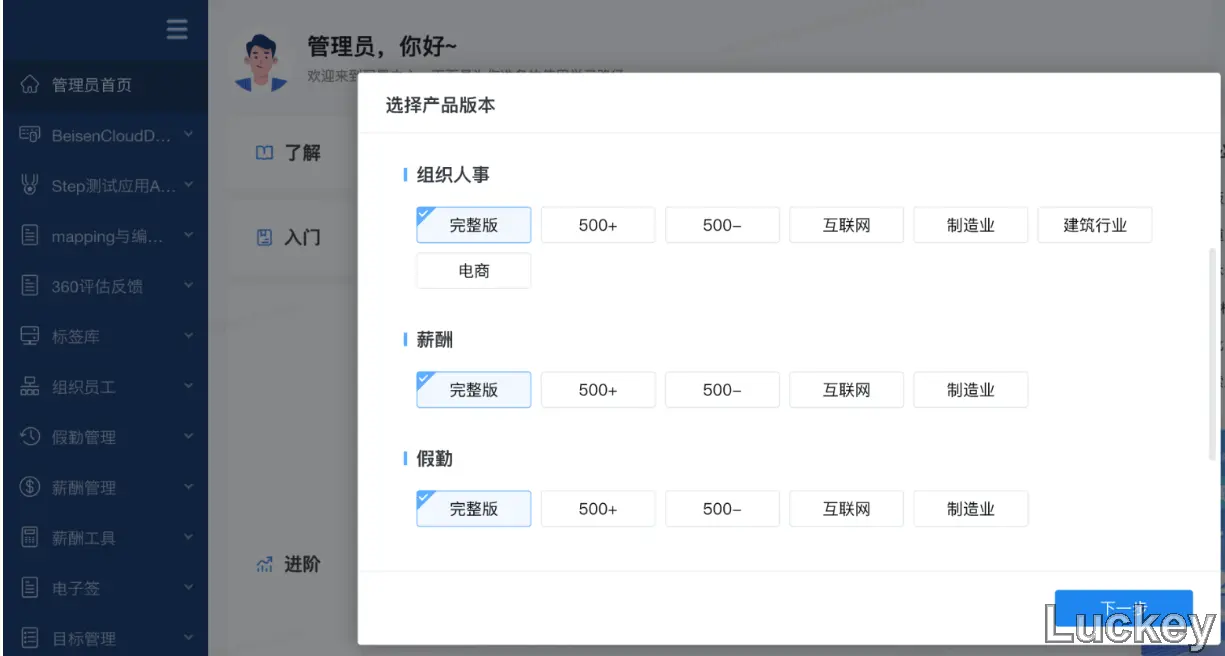 管理员首页
BeisenCloudD...
Step测试应用A...
mapping与编...
360评估反馈
标签库
组织员工
假勤管理
薪酬管理
薪酬工具
电子签
目标管理
管理员，你好~
欢迎来到
了解
入门
进阶
选择产品版本
组织人事
完整版 500+ 500− 互联网 制造业 建筑行业
电商
薪酬
完整版 500+ 500− 互联网 制造业
假勤
完整版 500+ 500− 互联网 制造业
下一步
Luckey